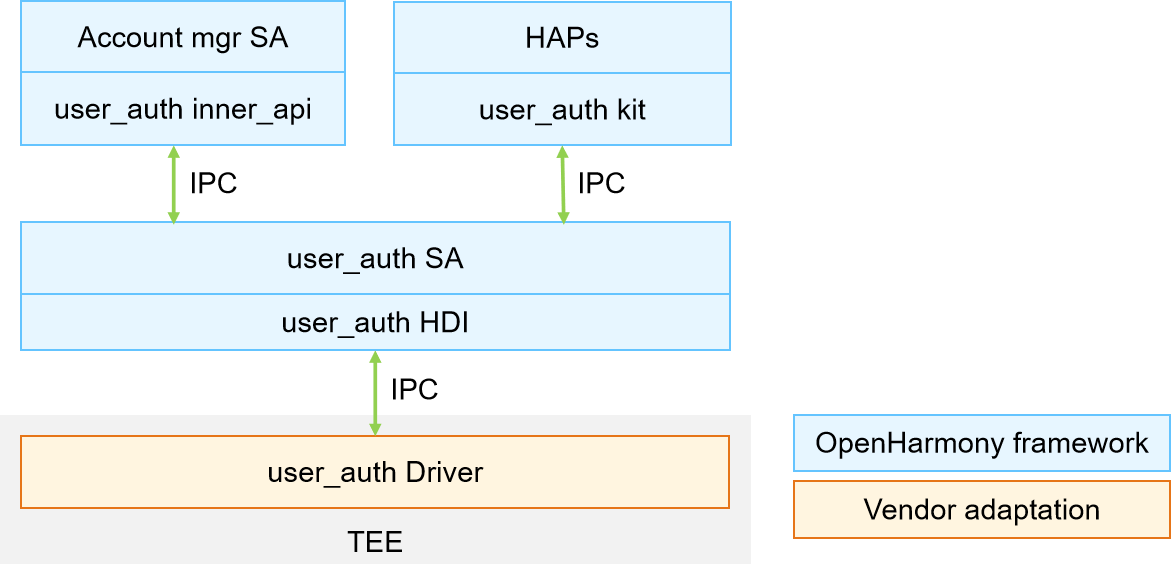 Account mgr SA
HAPs
user_auth inner_api
user_auth kit
IPC
IPC
user_auth SA
user_auth HDI
IPC
user_auth Driver
TEE
OpenHarmony framework
Vendor adaptation